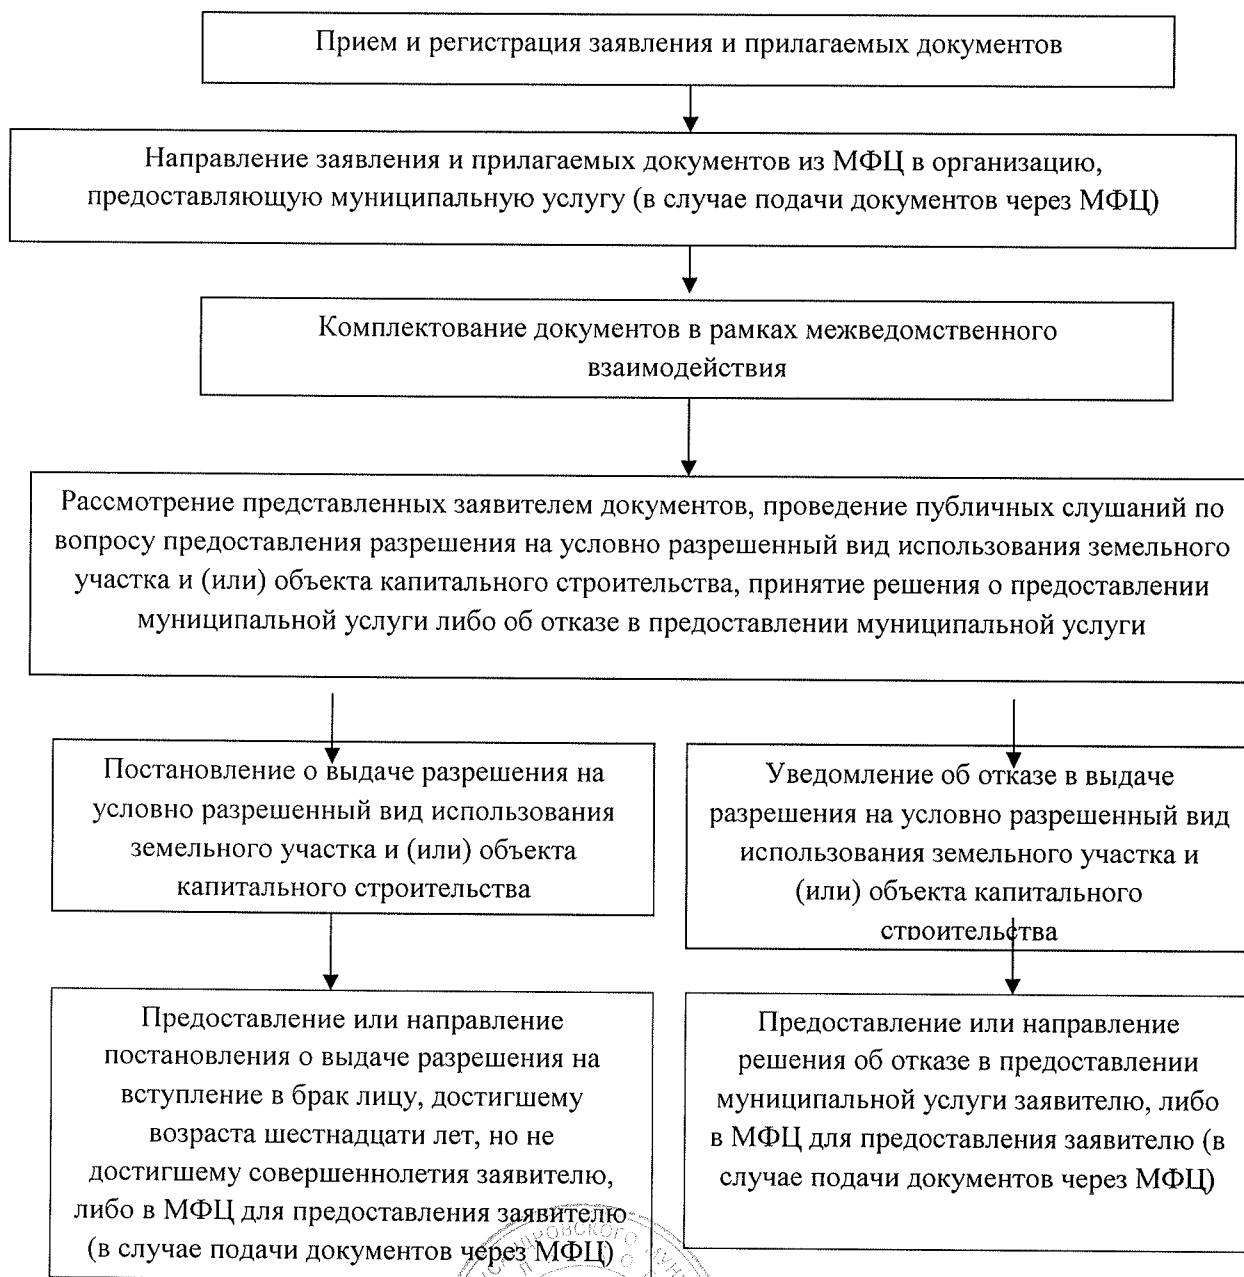 Прием и регистрация заявления и прилагаемых документов
Направление заявления и прилагаемых документов из МФЦ в организацию,
предоставляющую муниципальную услугу (в случае подачи документов через МФЦ)
Комплектование документов в рамках межведомственного
взаимодействия
Рассмотрение представленных заявителем документов, проведение публичных слушаний по
вопросу предоставления разрешения на условно разрешенный вид использования земельного
участка и (или) объекта капитального строительства, принятие решения о предоставлении
муниципальной услуги либо об отказе в предоставлении муниципальной услуги
Постановление о выдаче разрешения на
условно разрешенный вид использования
земельного участка и (или) объекта
капитального строительства
Уведомление об отказе в выдаче
разрешения на условно разрешенный вид
использования земельного участка и
(или) объекта капитального
строительства
Предоставление или направление
постановления о выдаче разрешения на
вступление в брак лицу, достигшему
возраста шестнадцати лет, но не
достигшему совершеннолетия заявителю,
либо в МФЦ для предоставления заявителю
(в случае подачи документов через МФЦ)
Предоставление или направление
решения об отказе в предоставлении
муниципальной услуги заявителю, либо
в МФЦ для предоставления заявителю (в
случае подачи документов через МФЦ)